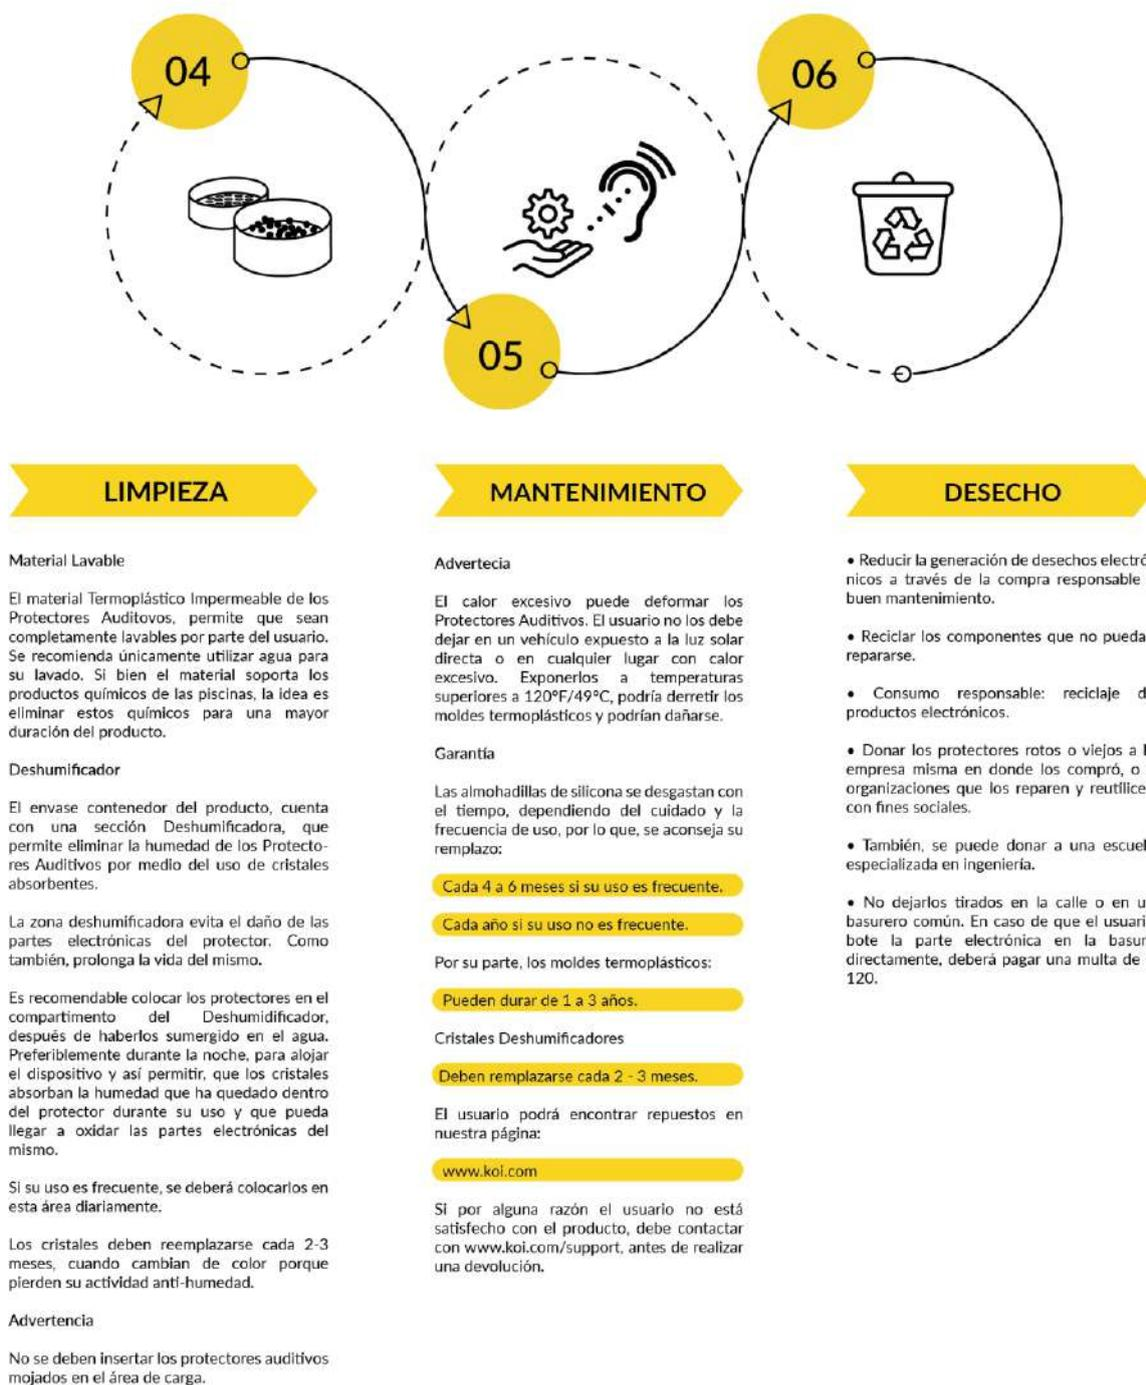 04
05
06
LIMPIEZA
Material Lavable
El material Termoplástico Impermeable de los
Protectores Auditovos, permite que sean
completamente lavables por parte del usuario.
Se recomienda únicamente utilizar agua para
su lavado. Si bien el material soporta los
productos químicos de las piscinas, la idea es
eliminar estos químicos para una mayor
duración del producto.
Deshumificador
El envase contenedor del producto, cuenta
con una sección Deshumificadora, que
permite eliminar la humedad de los Protecto-
res Auditivos por medio del uso de cristales
absorbentes.
La zona deshumificadora evita el daño de las
partes electrónicas del protector. Como
también, prolonga la vida del mismo.
Es recomendable colocar los protectores en el
compartimento del Deshumidificador,
después de haberlos sumergido en el agua.
Preferiblemente durante la noche, para alojar
el dispositivo y así permitir, que los cristales
absorban la humedad que ha quedado dentro
del protector durante su uso y que pueda
llegar a oxidar las partes electrónicas del
mismo.
Si su uso es frecuente, se deberá colocarlos en
esta área diariamente.
Los cristales deben reemplazarse cada 2-3
meses, cuando cambian de color porque
pierden su actividad anti-humedad.
Advertencia
No se deben insertar los protectores auditivos
mojados en el área de carga.
MANTENIMIENTO
Advertecia
El calor excesivo puede deformar los
Protectores Auditivos. El usuario no los debe
dejar en un vehículo expuesto a la luz solar
directa o en cualquier lugar con calor
excesivo. Exponerlos a temperaturas
superiores a 120°F/49°C, podría derretir los
moldes termoplásticos y podrían dañarse.
Garantía
Las almohadillas de silicona se desgastan con
el tiempo, dependiendo del cuidado y la
frecuencia de uso, por lo que, se aconseja su
remplazo:
Cada 4 a 6 meses si su uso es frecuente.
Cada año si su uso no es frecuente.
Por su parte, los moldes termoplásticos:
Pueden durar de 1 a 3 años.
Cristales Deshumificadores
Deben remplazarse cada 2 - 3 meses.
El usuario podrá encontrar repuestos en
nuestra página:
www.koi.com
Si por alguna razón el usuario no está
satisfecho con el producto, debe contactar
con www.koi.com/support, antes de realizar
una devolución.
DESECHO
• Reducir la generación de desechos electró
nicos a través de la compra responsable
buen mantenimiento.
• Reciclar los componentes que no pueda
repararse.
• Consumo responsable: reciclaje d
productos electrónicos.
• Donar los protectores rotos o viejos a l
empresa misma en donde los compró, o
organizaciones que los reparen y reutilice
con fines sociales.
• También, se puede donar a una escuel
especializada en ingeniería.
• No dejarlos tirados en la calle o en u
basurero común. En caso de que el usuari
bote la parte electrónica en la basur
directamente, deberá pagar una multa de
120.